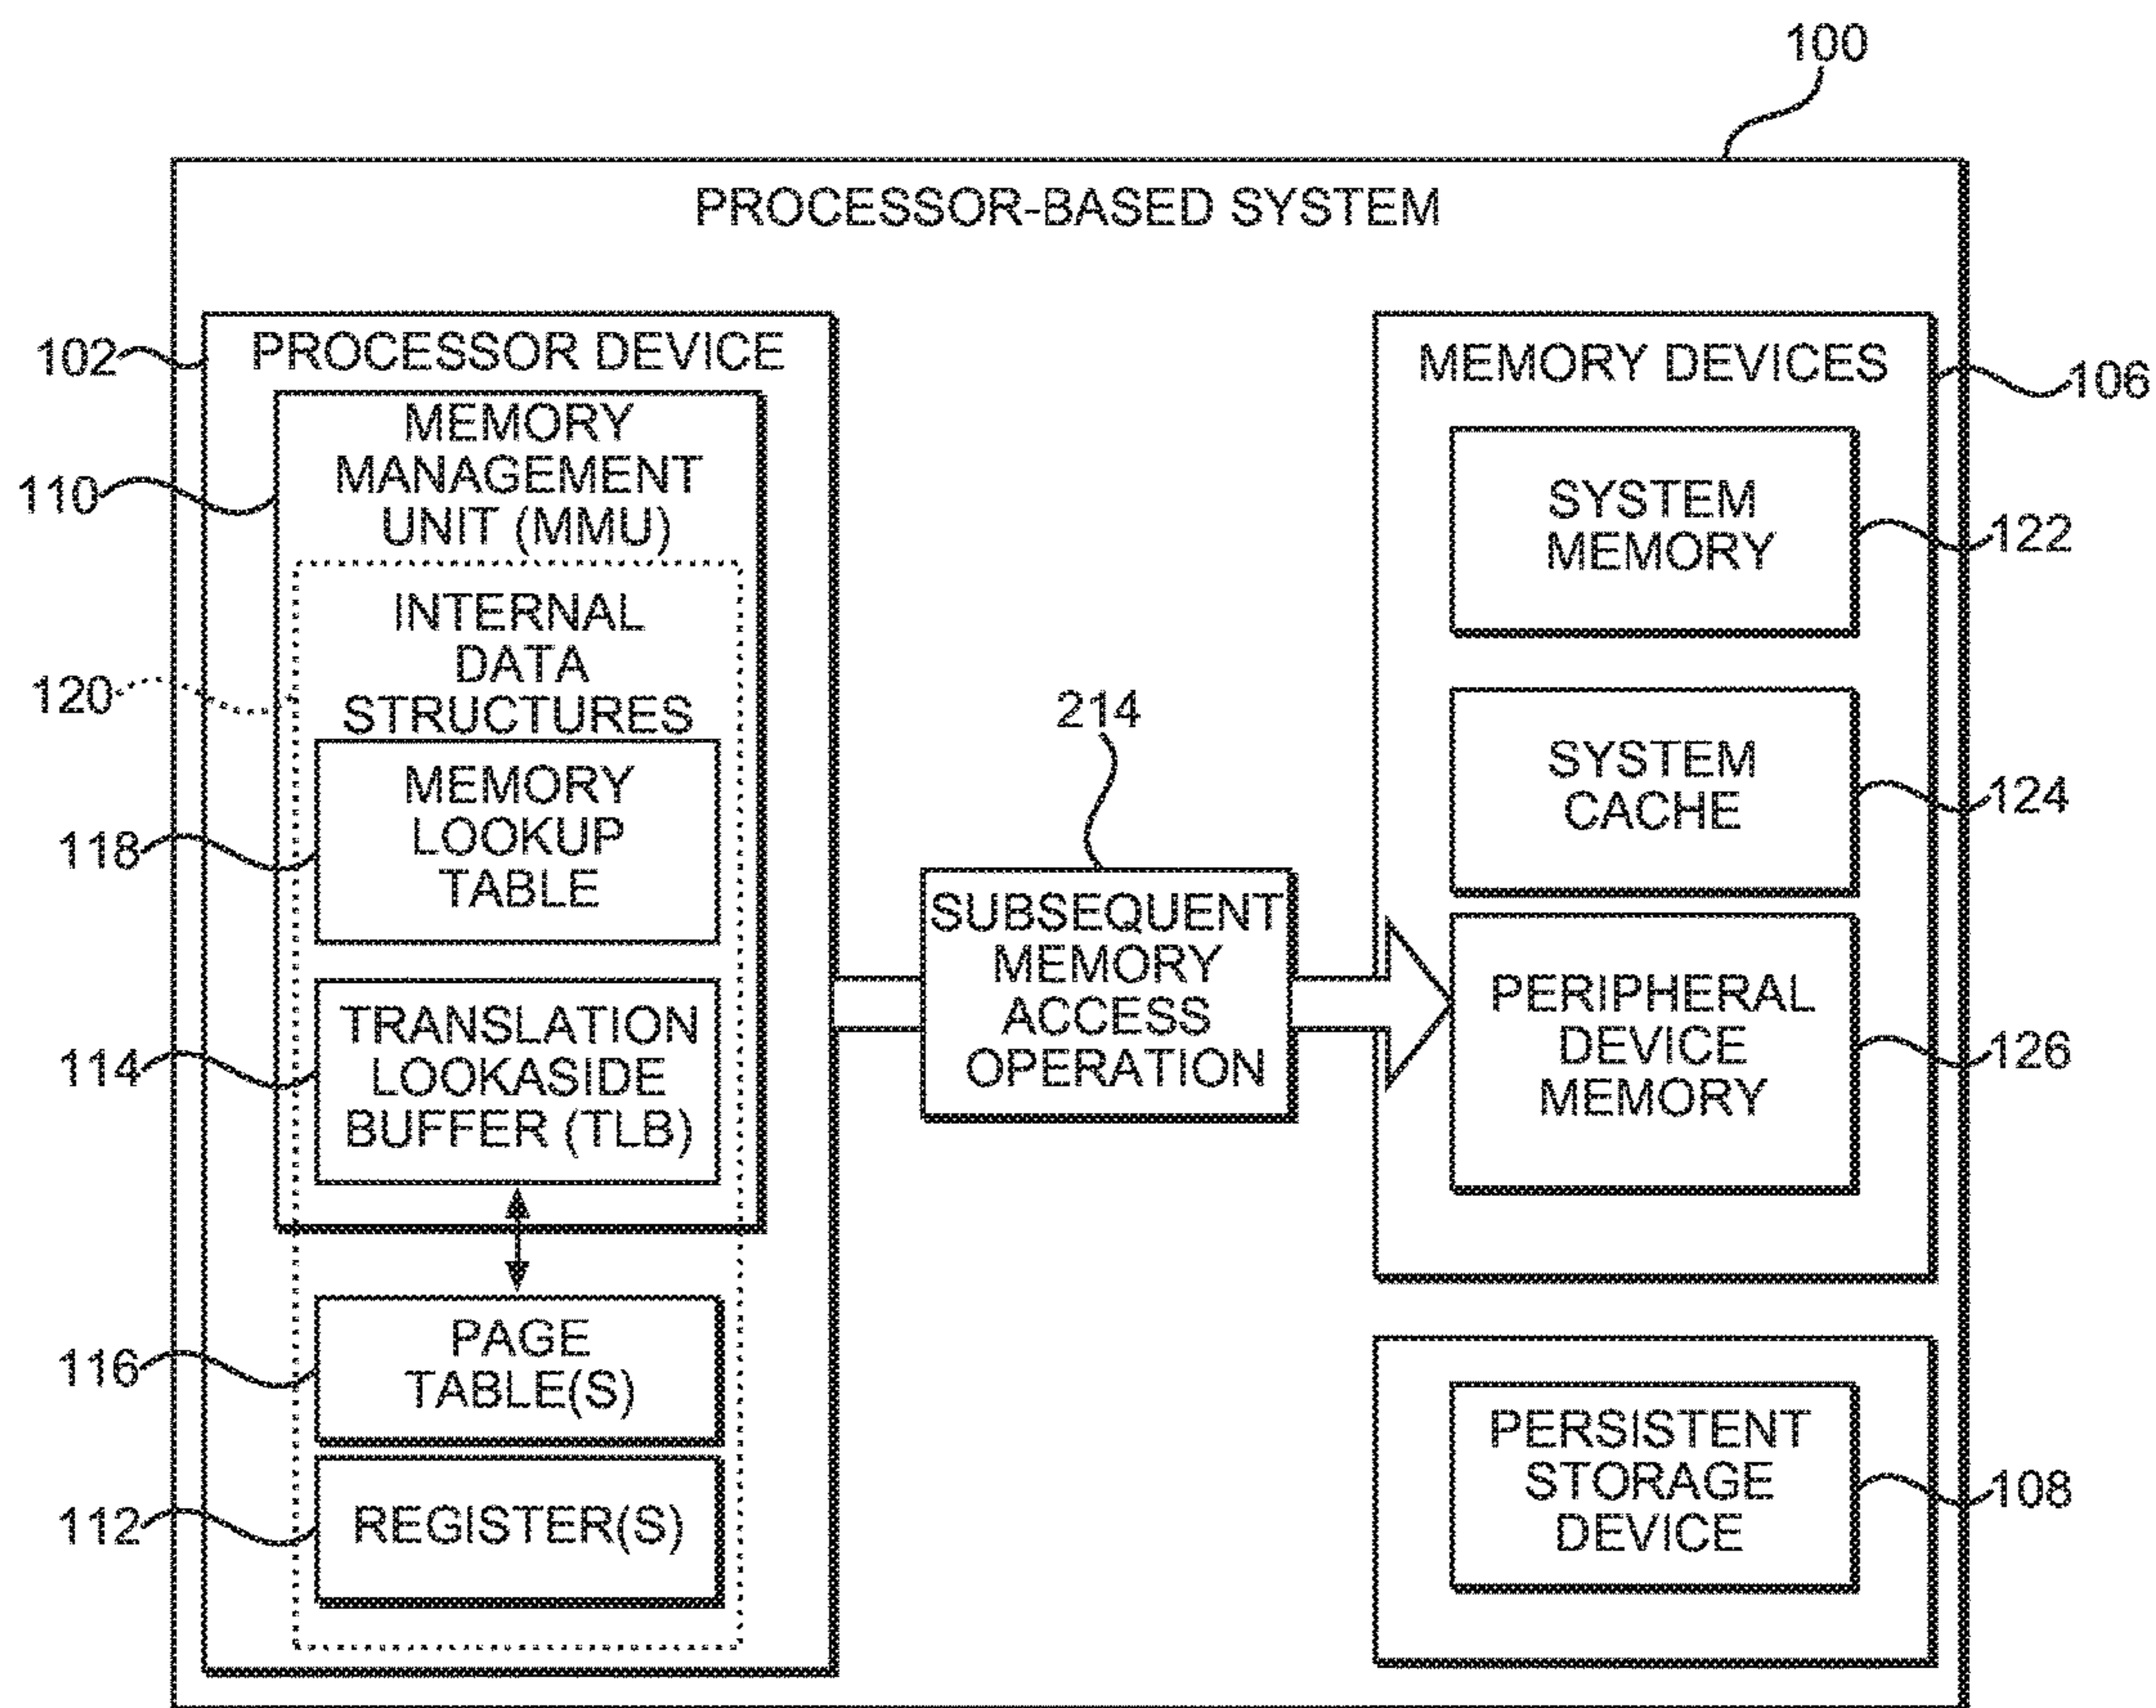 100
PROCESSOR-BASED SYSTEM
102
PROCESSOR DEVICE
110
MEMORY
MANAGEMENT
UNIT (MMU)
120
INTERNAL
DATA
STRUCTURES
118
MEMORY
LOOKUP
TABLE
114
TRANSLATION
LOOKASIDE
BUFFER (TLB)
116
PAGE
TABLE(S)
112
REGISTER(S)
214
SUBSEQUENT
MEMORY
ACCESS
OPERATION
MEMORY DEVICES
106
SYSTEM
MEMORY
122
SYSTEM
CACHE
124
PERIPHERAL
DEVICE
MEMORY
126
PERSISTENT
STORAGE
DEVICE
108